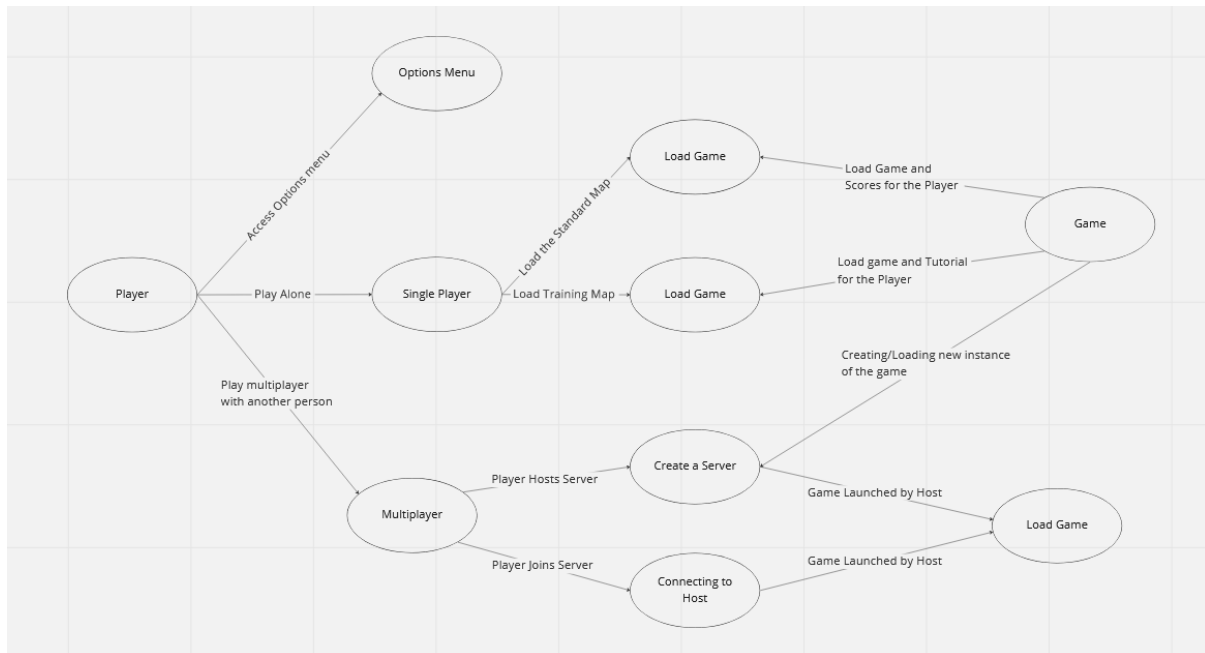 Options Menu
Access Options menu
Load Game
Load the Standard Map
Load Game and
Scores for the Player
Game
Player
Play Alone
Single Player
Load Training Map
Load Game
Load game and Tutorial
for the Player
Creating/Loading new instance
of the game
Play multiplayer
with another person
Multiplayer
Player Hosts Server
Create a Server
Game Launched by Host
Load Game
Player Joins Server
Connecting to
Host
Game Launched by Host